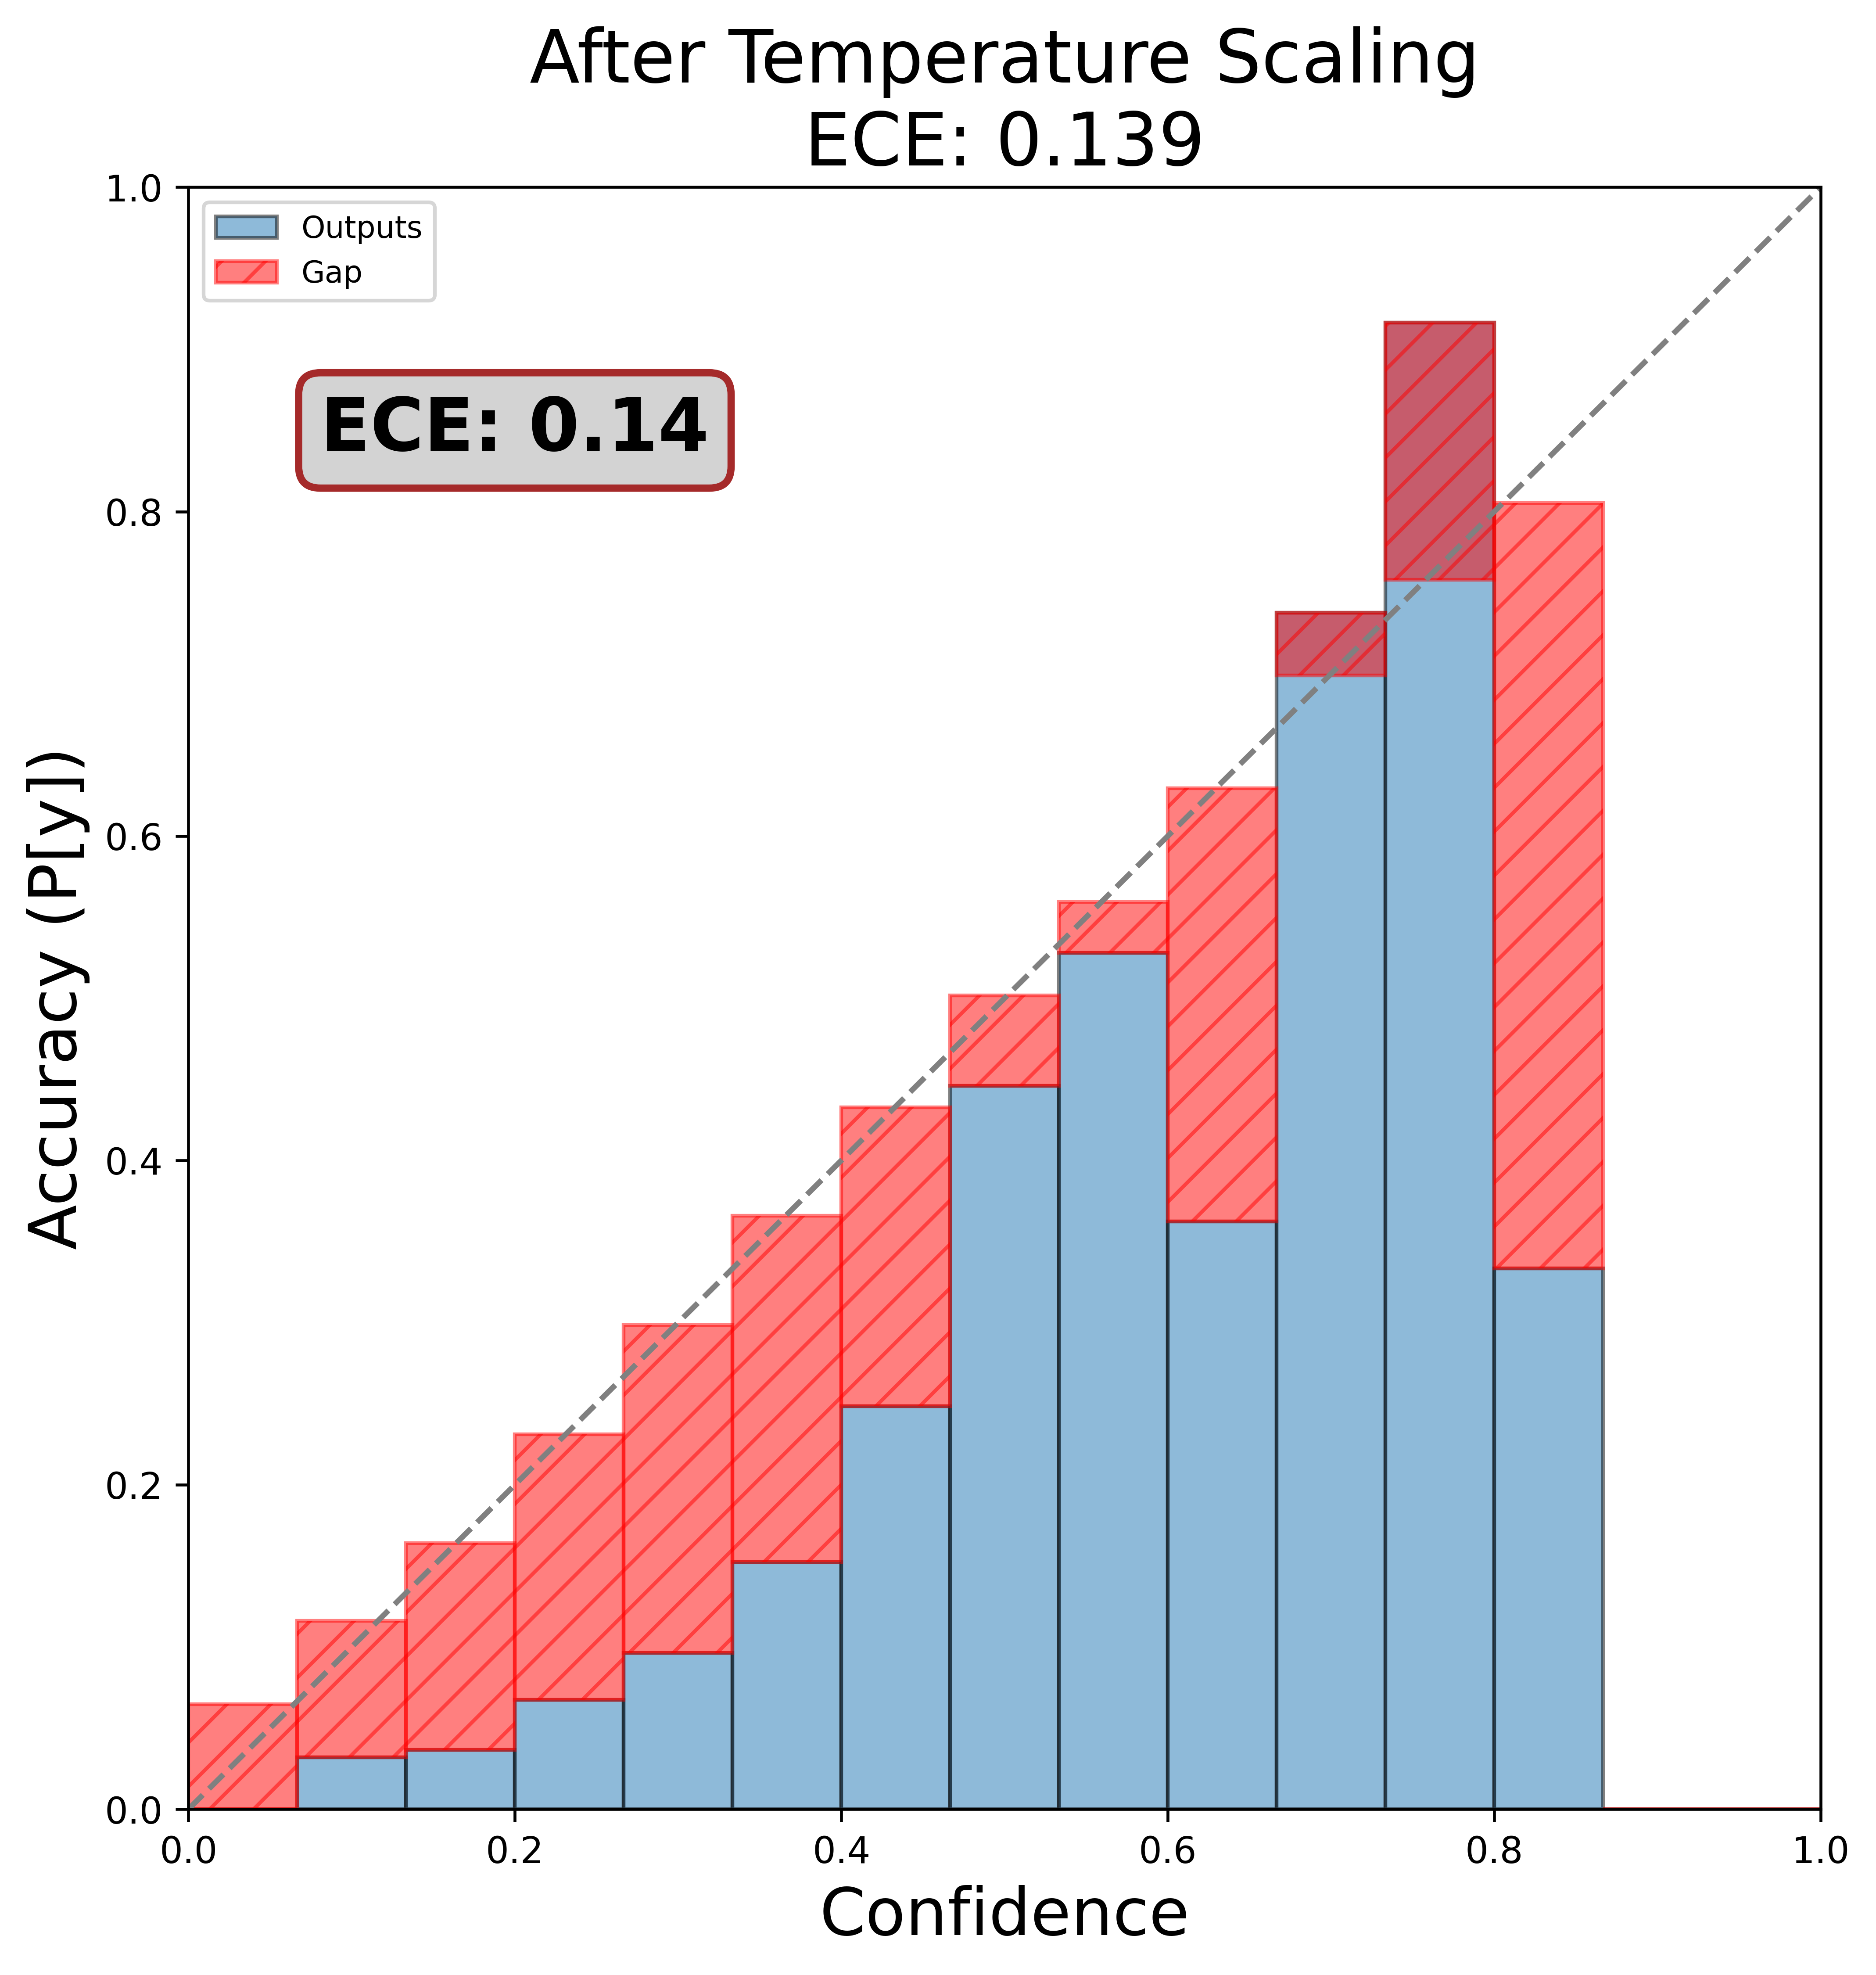 After Temperature Scaling
ECE: 0.139
1.0
0.8
0.6
0.4
0.2
0.0
Outputs
Gap
ECE: 0.14
Accuracy (P[y])
0.0
0.2
0.4
0.6
0.8
1.0
Confidence